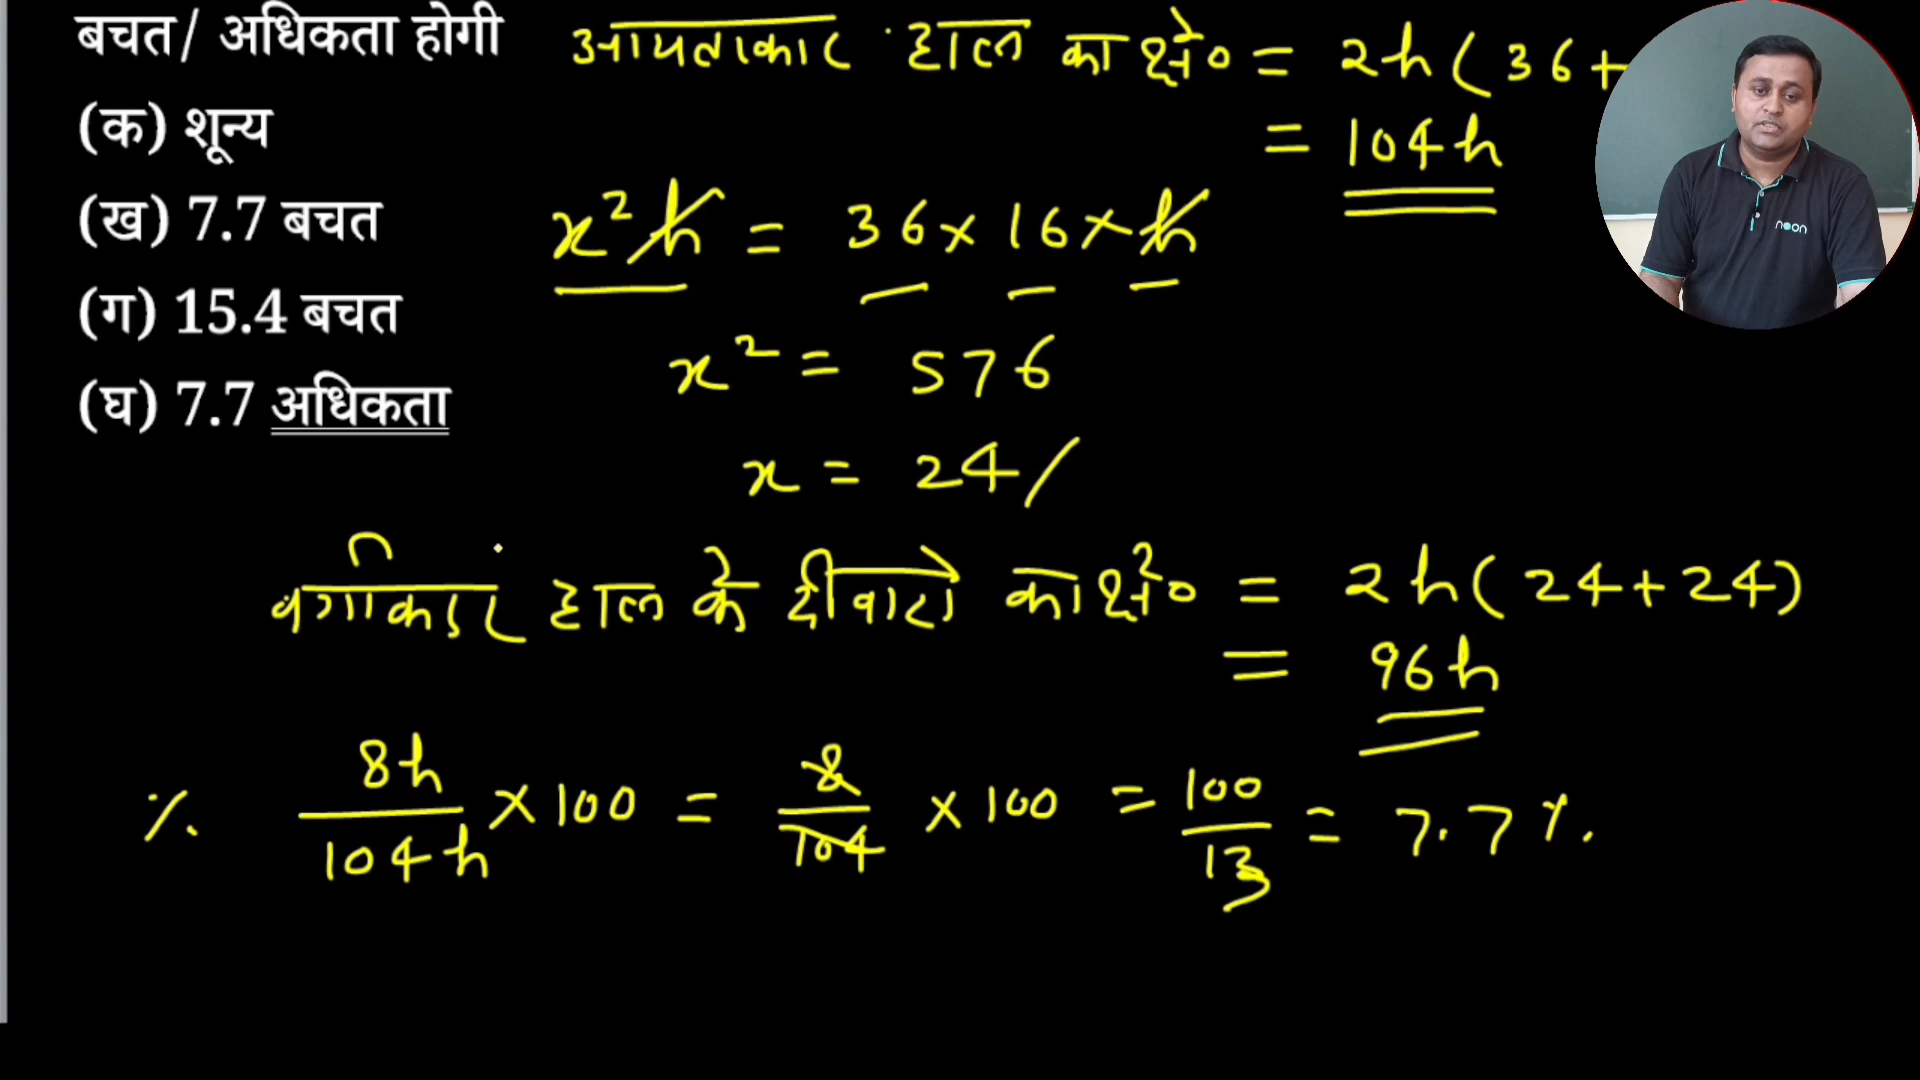 बचत/ अधिकता होगी
(क) शून्य
(ख) 7.7 बचत
(ग) 15.4 बचत
(घ) 7.7 अधिकता
आयताकार हाल का क्षे० = 2h(36+
= 104h
x²h = 36×16×h
x² = 576
x = 24/
वर्गाकार हाल के दीवारो का क्षे० = 2h(24+24)
= 96h
% 8h/104h ×100 = 8/104 ×100 = 100/13 = 7.7%
noon